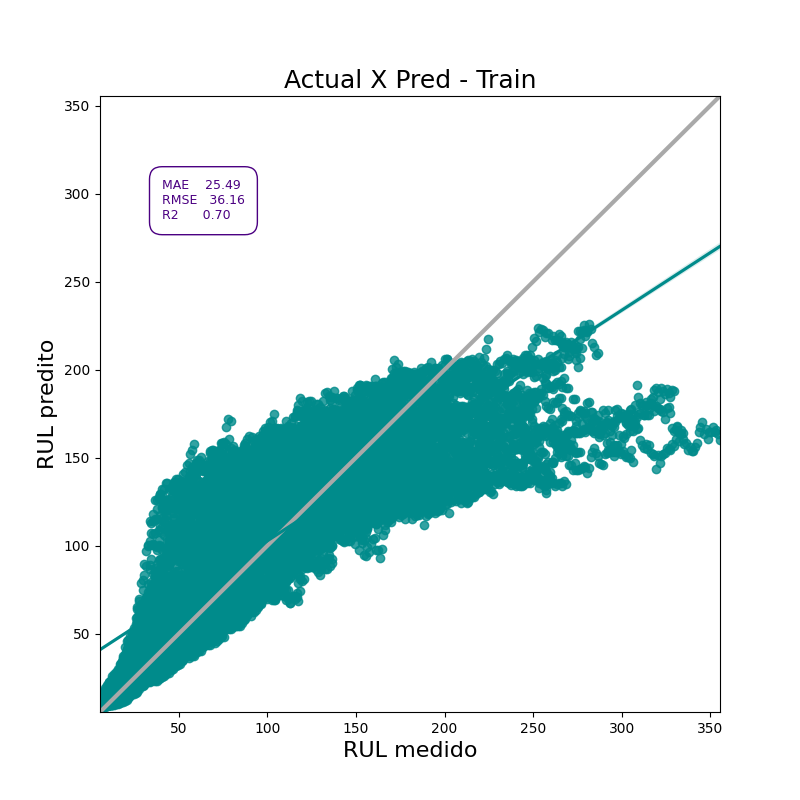 Actual X Pred - Train
350
300
250
200
150
100
50
MAE 25.49
RMSE 36.16
R2 0.70
RUL predito
50 100 150 200 250 300 350
RUL medido